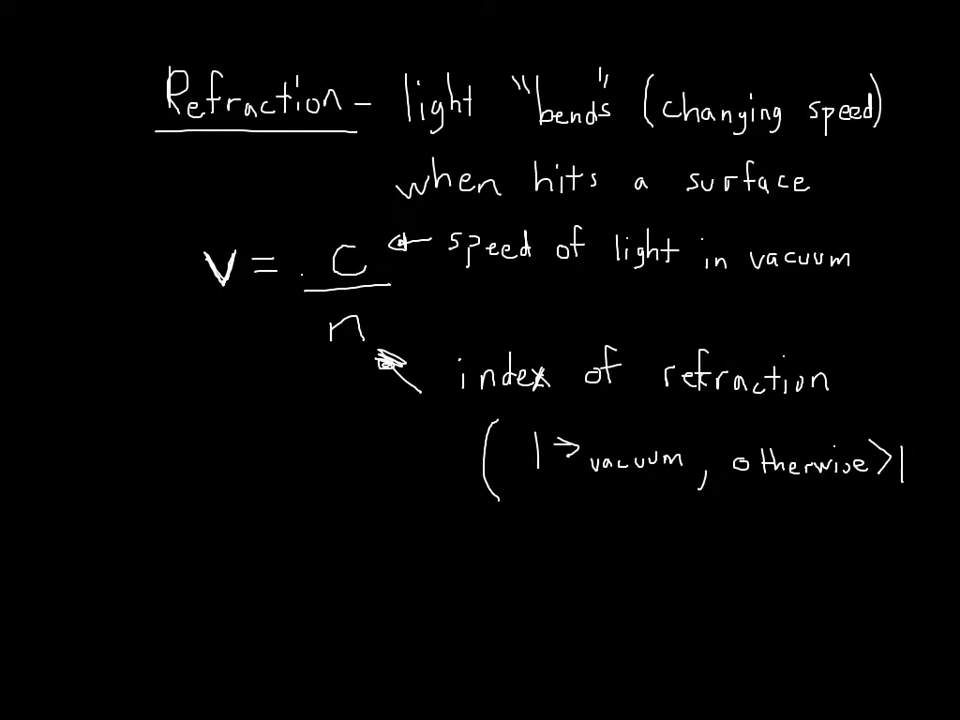 Refraction - light "bends" (changing speed)
when hits a surface
v = c ← speed of light in vacuum
n
index of refraction
( 1 → vacuum, otherwise > 1